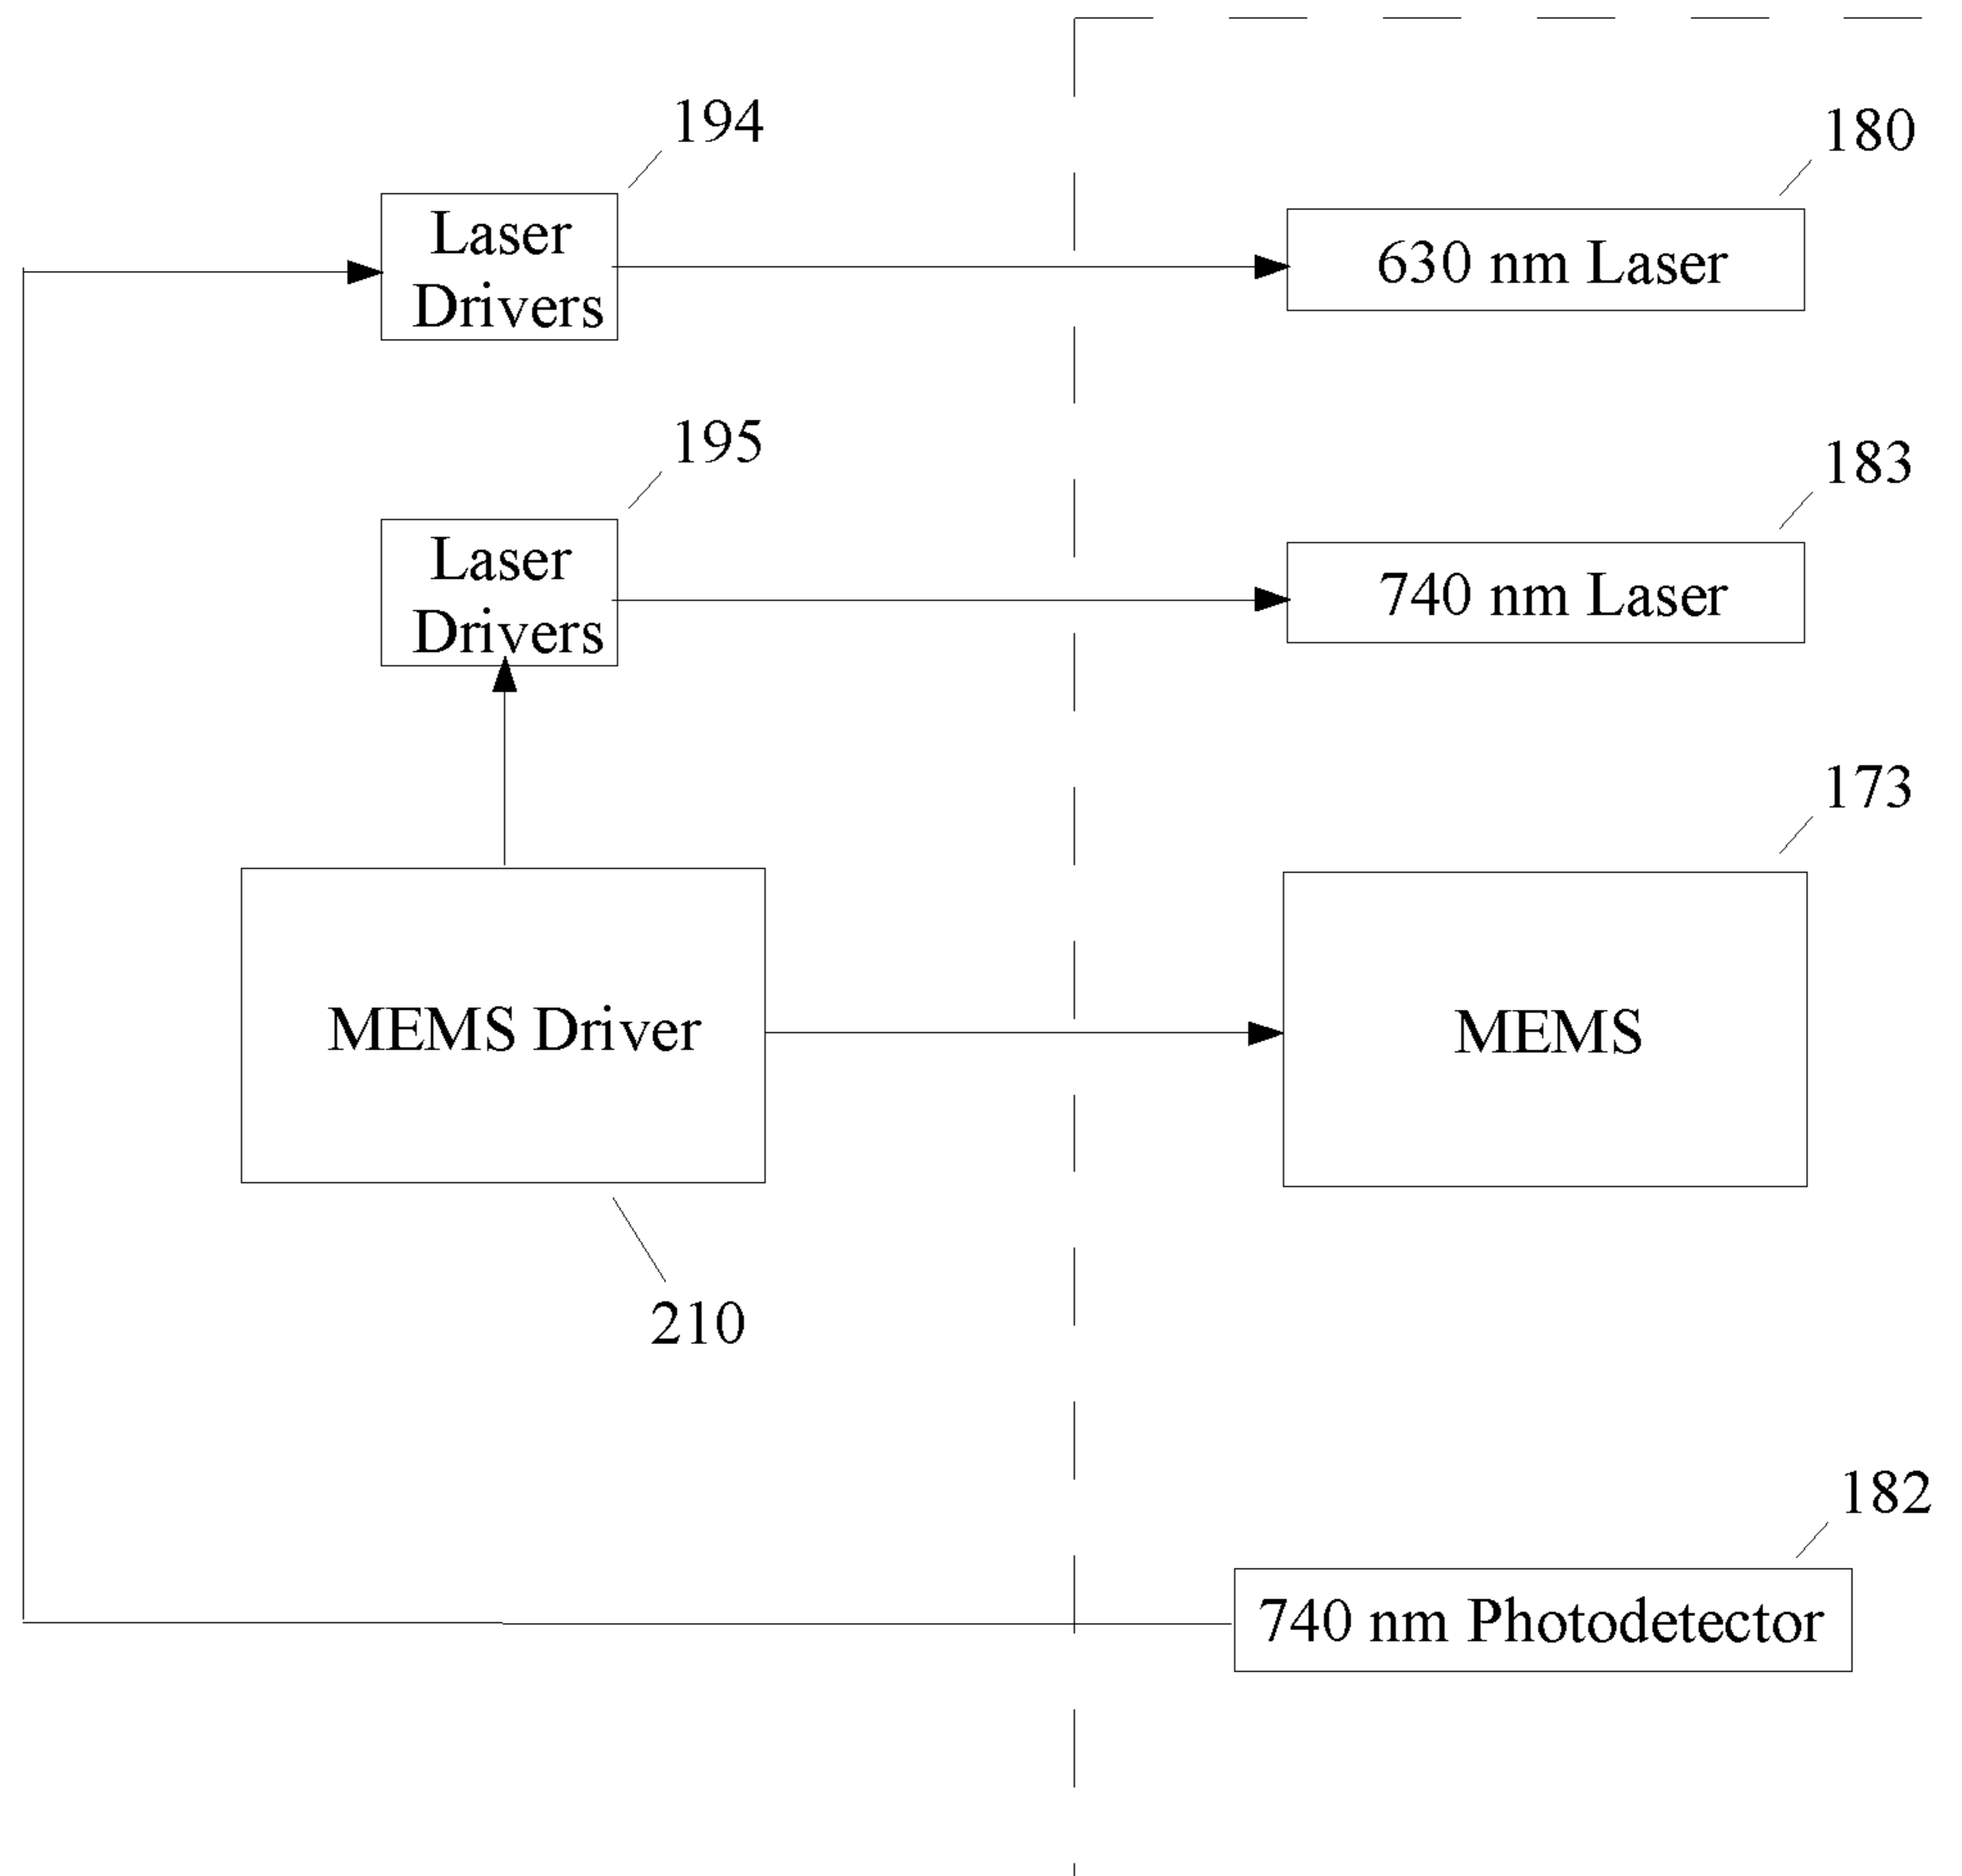 194
180
Laser
Drivers
630 nm Laser
195
183
Laser
Drivers
740 nm Laser
173
MEMS Driver
MEMS
210
182
740 nm Photodetector